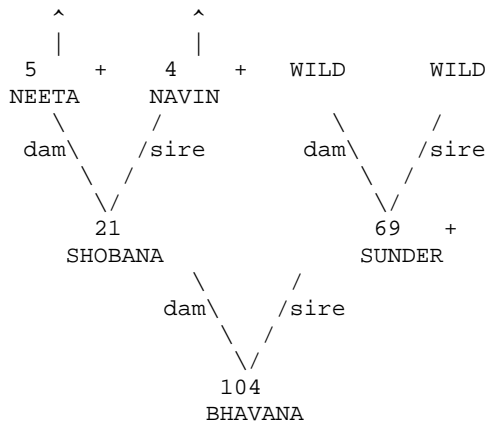 ^ ^
| |
5 + 4 + WILD WILD
NEETA NAVIN
\ / \ /
dam\ /sire dam\ /sire
\ / \ /
\/ \/
21 69 +
SHOBANA SUNDER
\ /
dam\ /sire
\ /
\/
104
BHAVANA